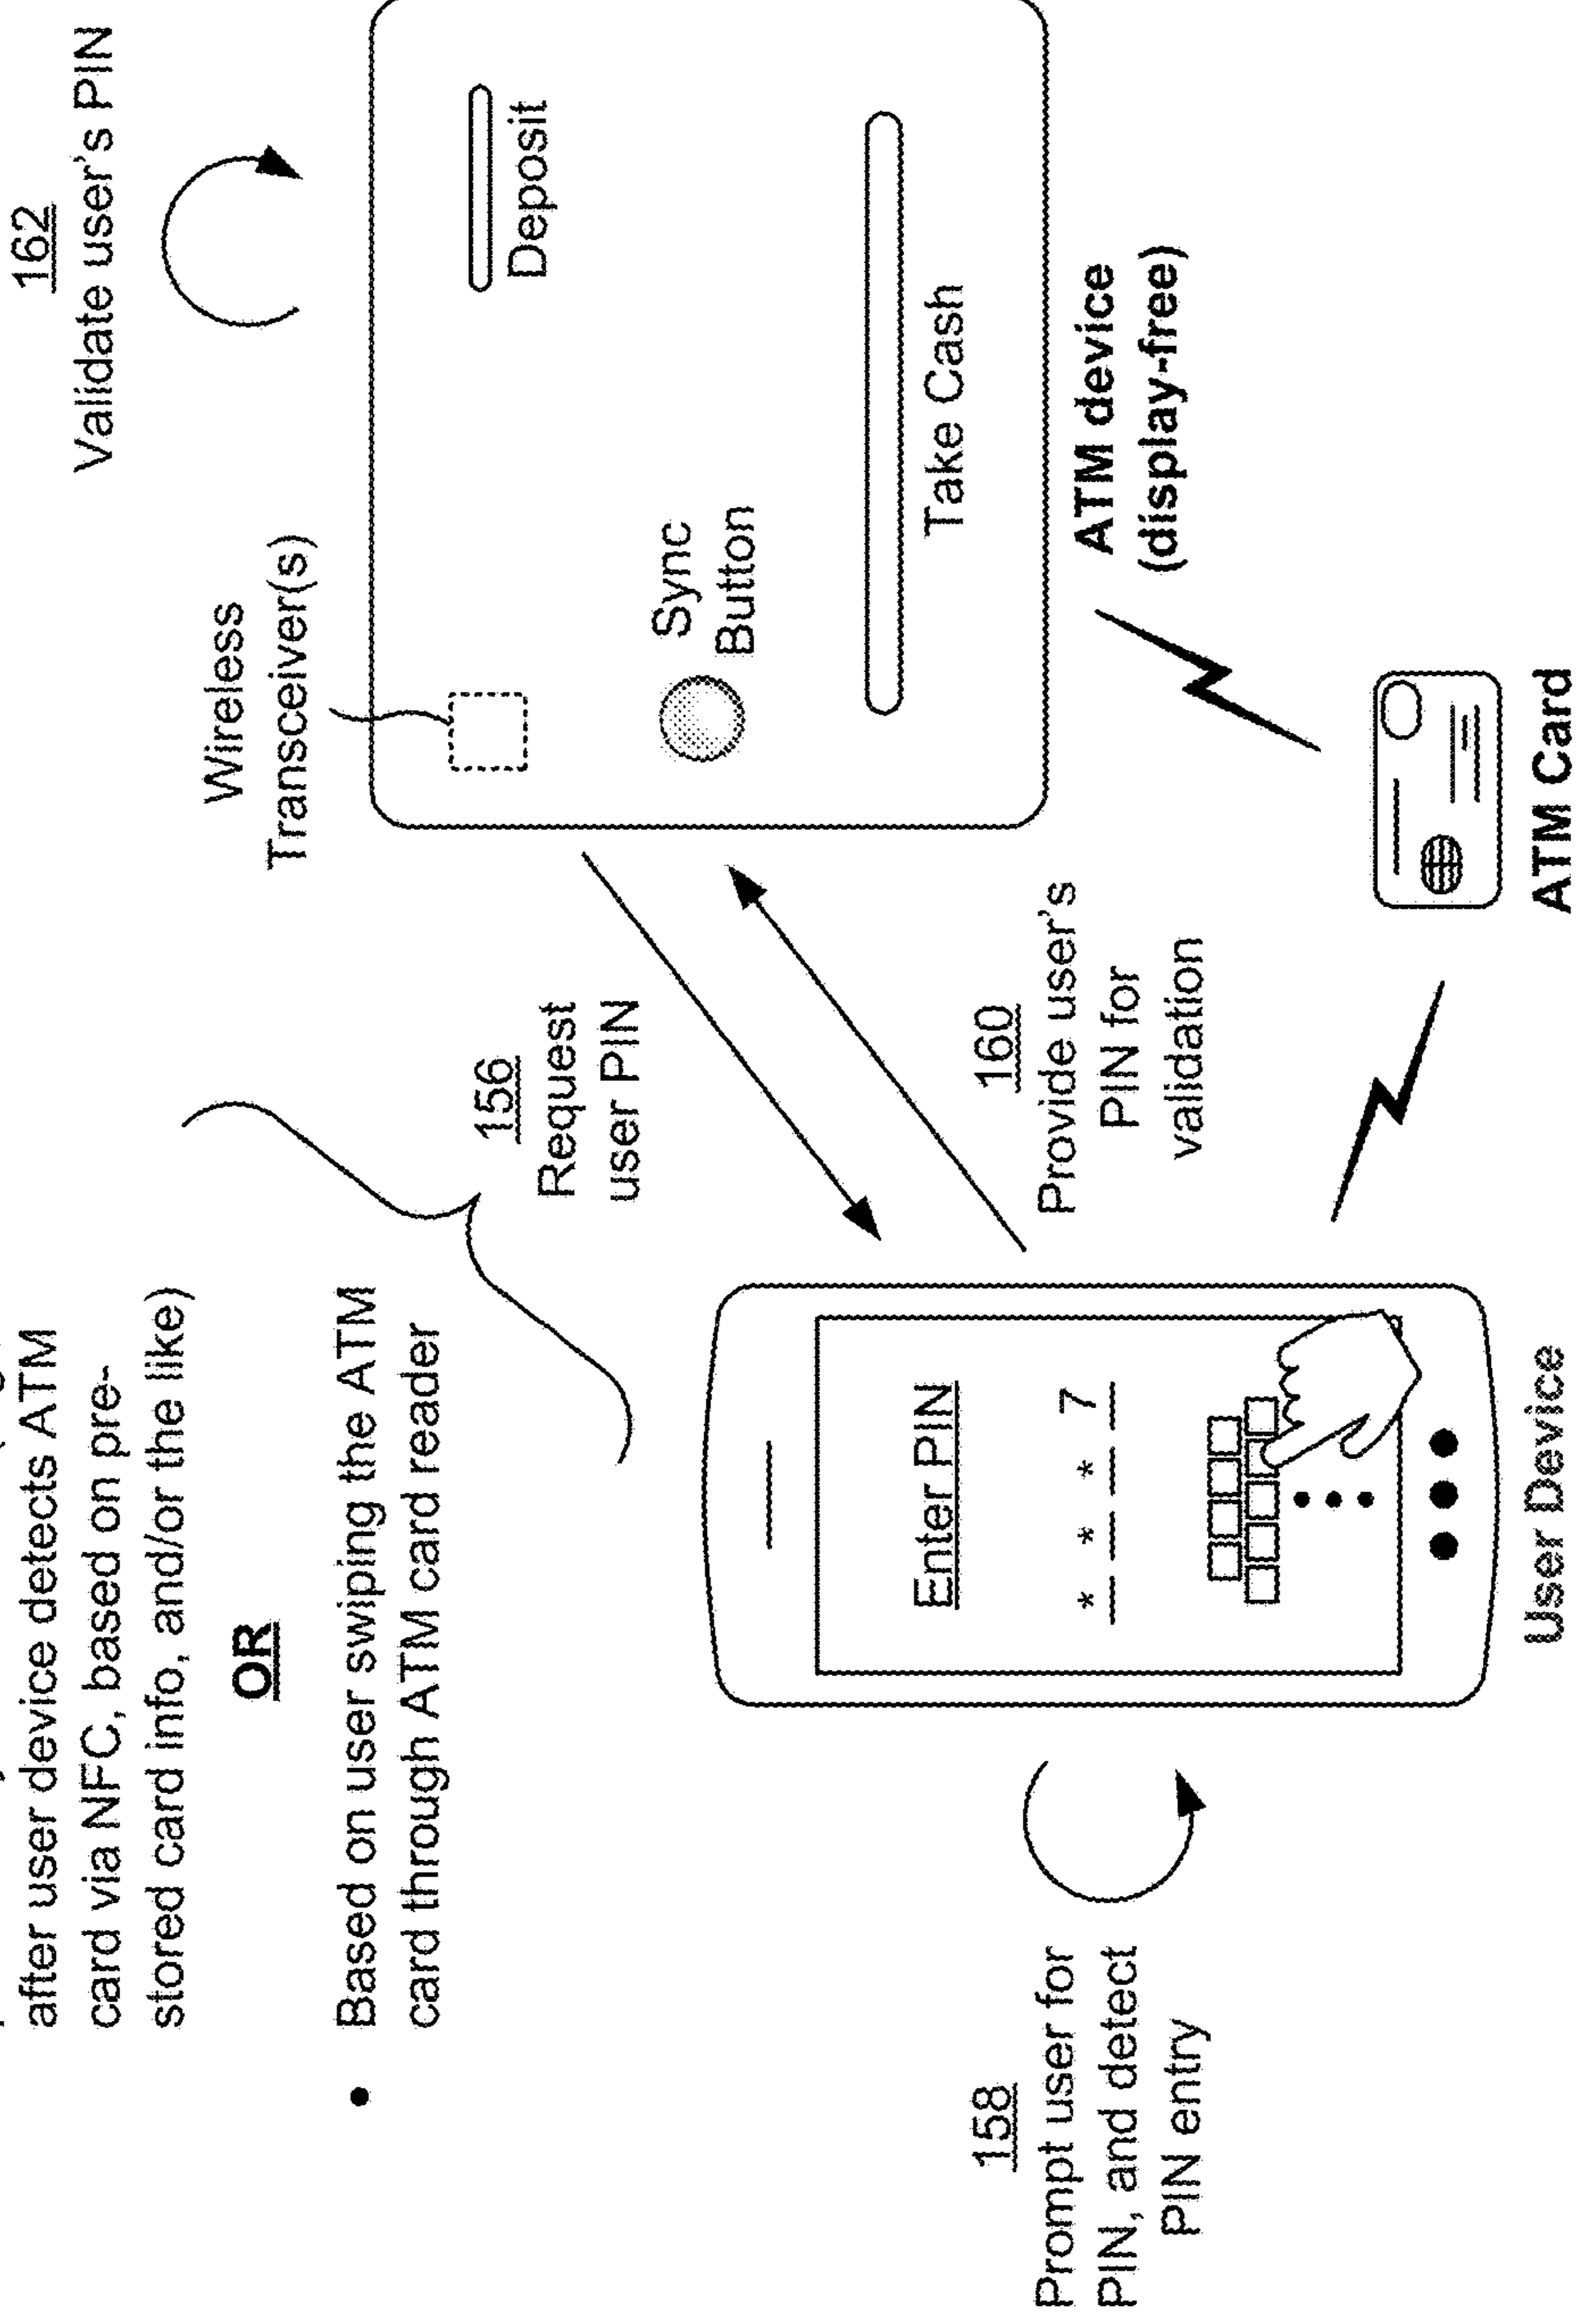 after user device detects ATM
card via NFC, based on pre-
stored card info, and/or the like)
OR
• Based on user swiping the ATM
card through ATM card reader
162
Validate user's PIN
Wireless
Transceiver(s)
Deposit
Sync
Button
Take Cash
ATM device
(display-free)
156
Request
user PIN
160
Provide user's
PIN for
validation
158
Prompt user for
PIN, and detect
PIN entry
Enter PIN
* * * 7
User Device
ATM Card